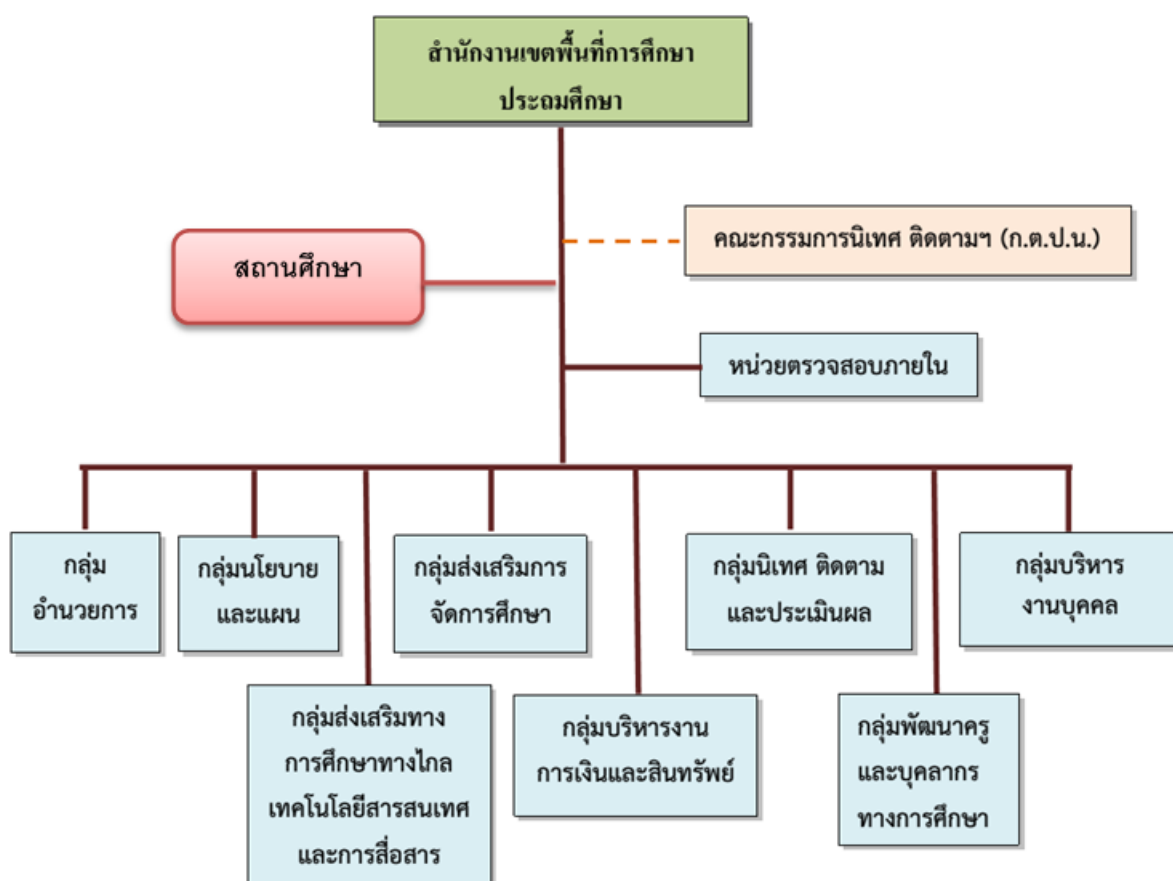 สำนักงานเขตพื้นที่การศึกษา
ประถมศึกษา
คณะกรรมการนิเทศ ติดตามฯ (ก.ต.ป.น.)
สถานศึกษา
หน่วยตรวจสอบภายใน
กลุ่ม
อำนวยการ
กลุ่มนโยบาย
และแผน
กลุ่มส่งเสริมการ
จัดการศึกษา
กลุ่มนิเทศ ติดตาม
และประเมินผล
กลุ่มบริหาร
งานบุคคล
กลุ่มส่งเสริมทาง
การศึกษาทางไกล
เทคโนโลยีสารสนเทศ
และการสื่อสาร
กลุ่มบริหารงาน
การเงินและสินทรัพย์
กลุ่มพัฒนาครู
และบุคลากร
ทางการศึกษา